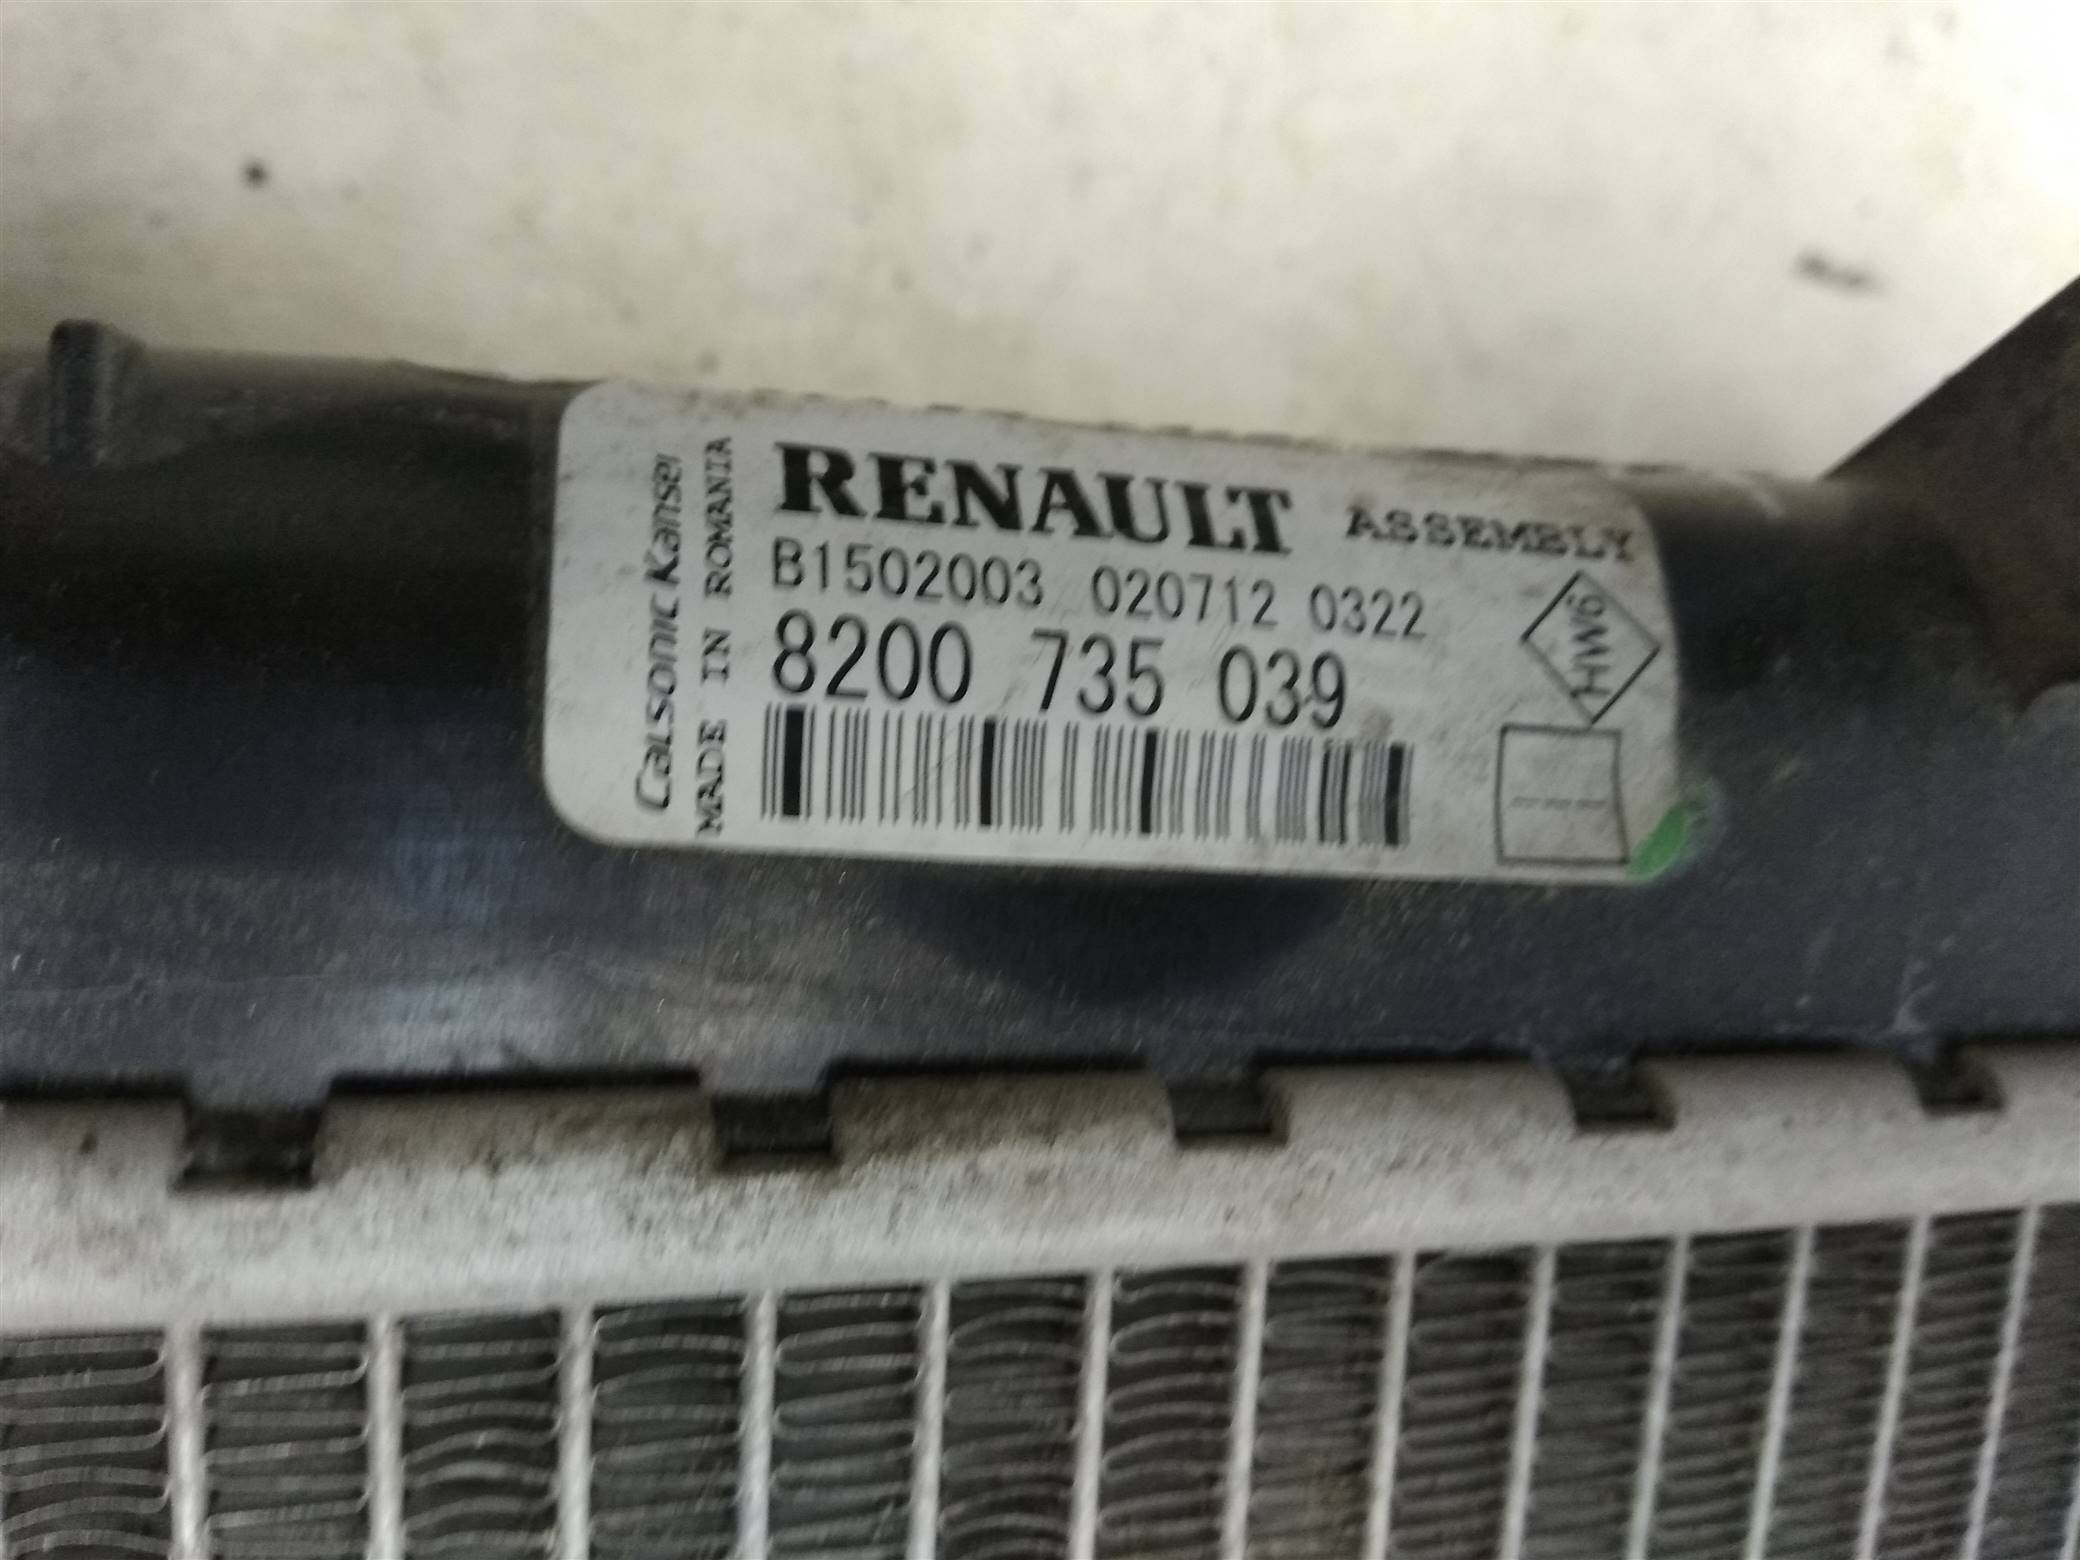 Calsonic Kansei
MADE IN ROMANIA
RENAULT ASSEMBLY
B1502003 020712 0322
8200 735 039
HW6
---